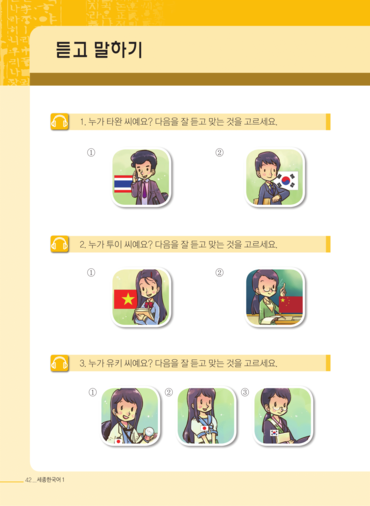 듣고 말하기
1. 누가 타완 씨예요? 다음을 잘 듣고 맞는 것을 고르세요.
① ②
2. 누가 투이 씨예요? 다음을 잘 듣고 맞는 것을 고르세요.
① ②
3. 누가 유키 씨예요? 다음을 잘 듣고 맞는 것을 고르세요.
① ② ③
42 _ 세종한국어 1